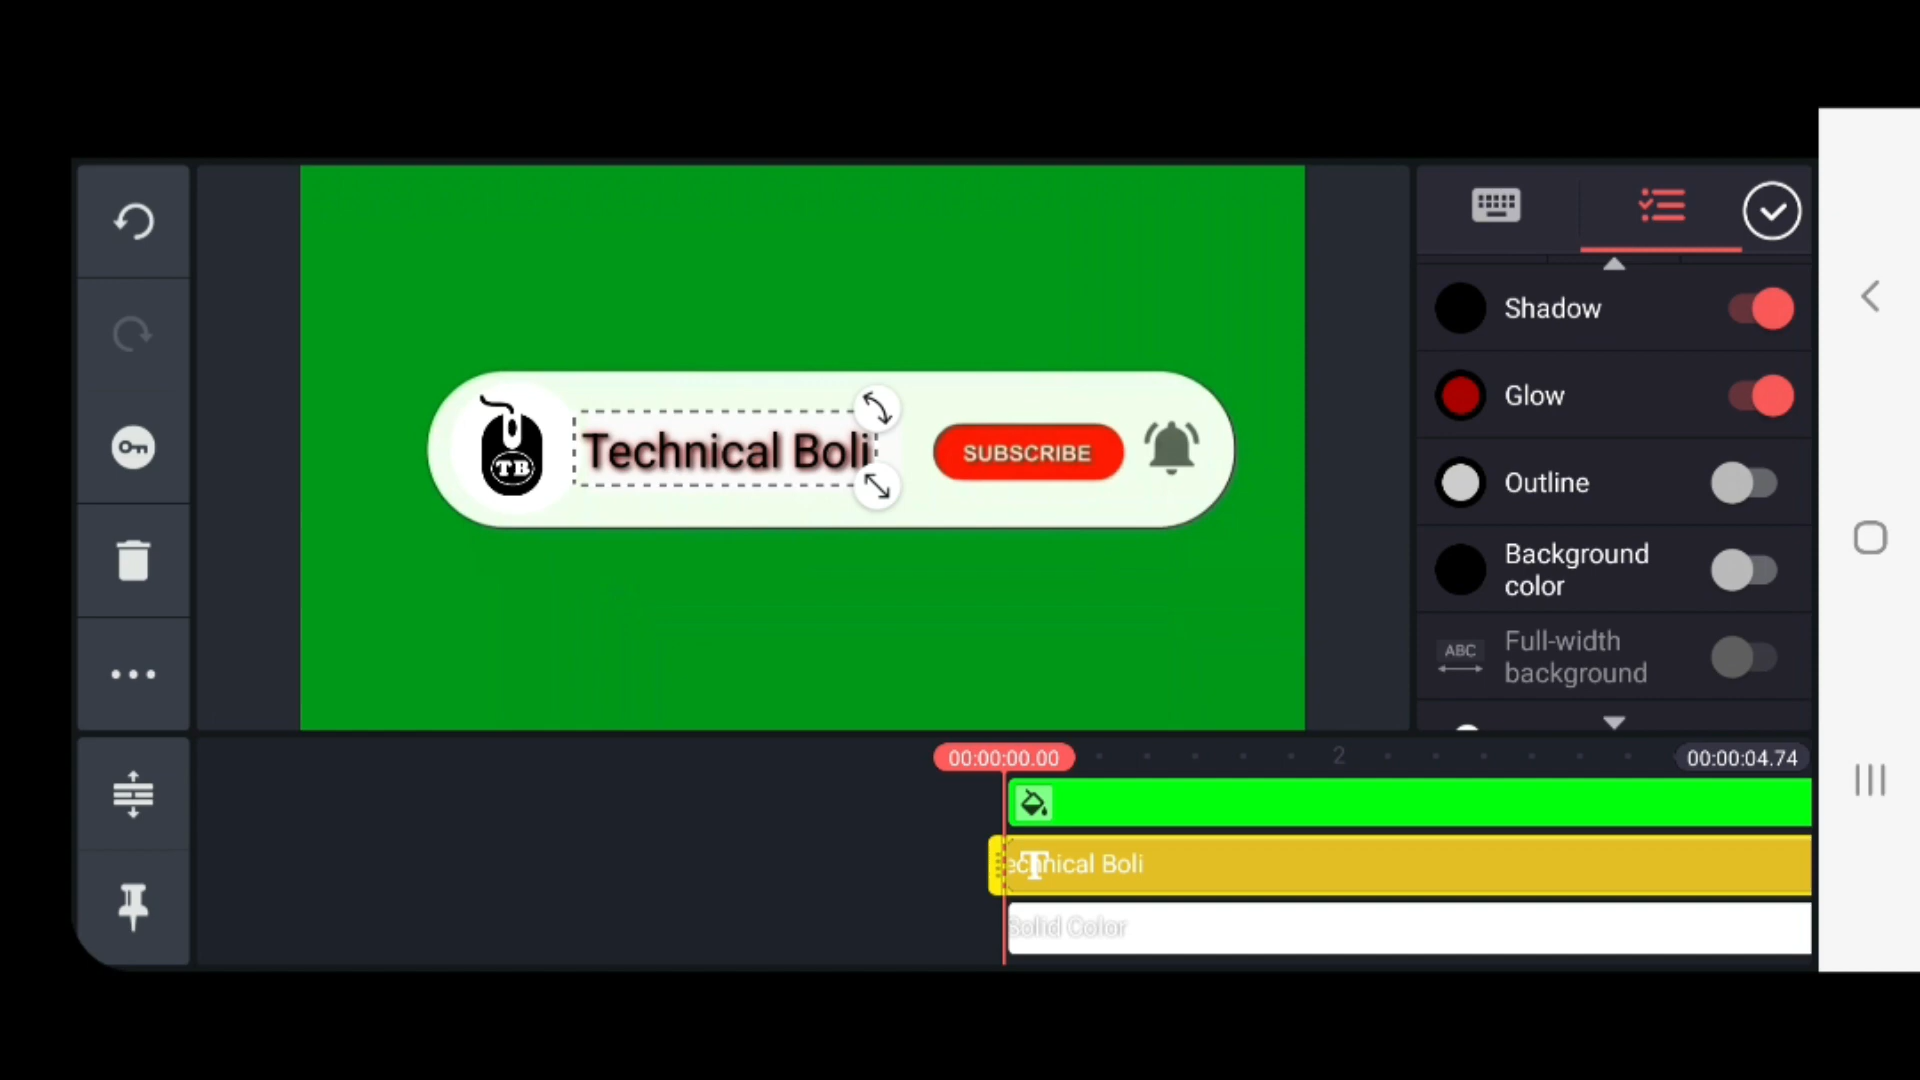 Shadow
Glow
Technical Boli
TB
SUBSCRIBE
Outline
Background
color
ABC
Full-width
background
00:00:00.00
2
00:00:04.74
T
echnical Boli
Solid Color